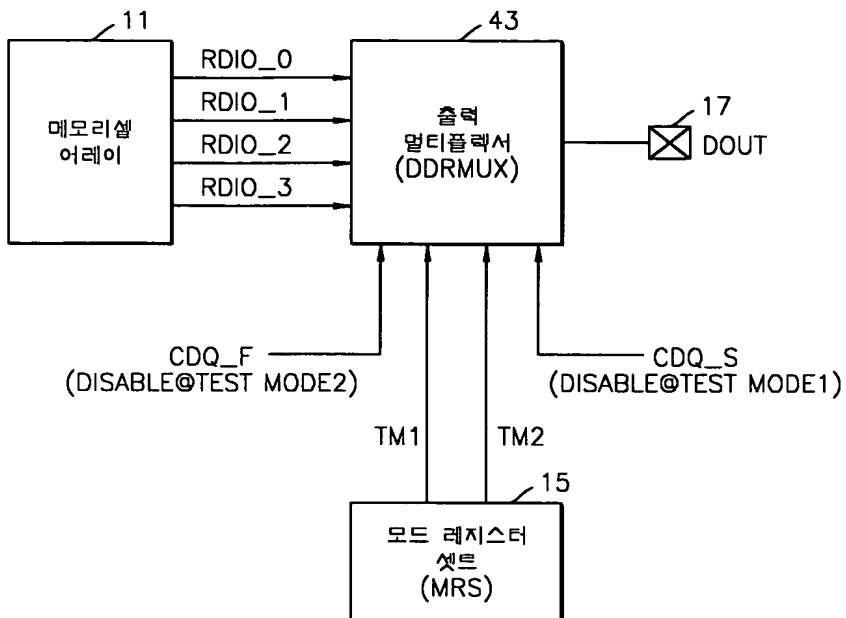 11
43
17
메모리셀
어레이
RDIO_0
RDIO_1
RDIO_2
RDIO_3
출력
멀티플렉서
(DDRMUX)
DOUT
CDQ_F
(DISABLE@TEST MODE2)
CDQ_S
(DISABLE@TEST MODE1)
TM1
TM2
15
모드 레지스터
셋트
(MRS)